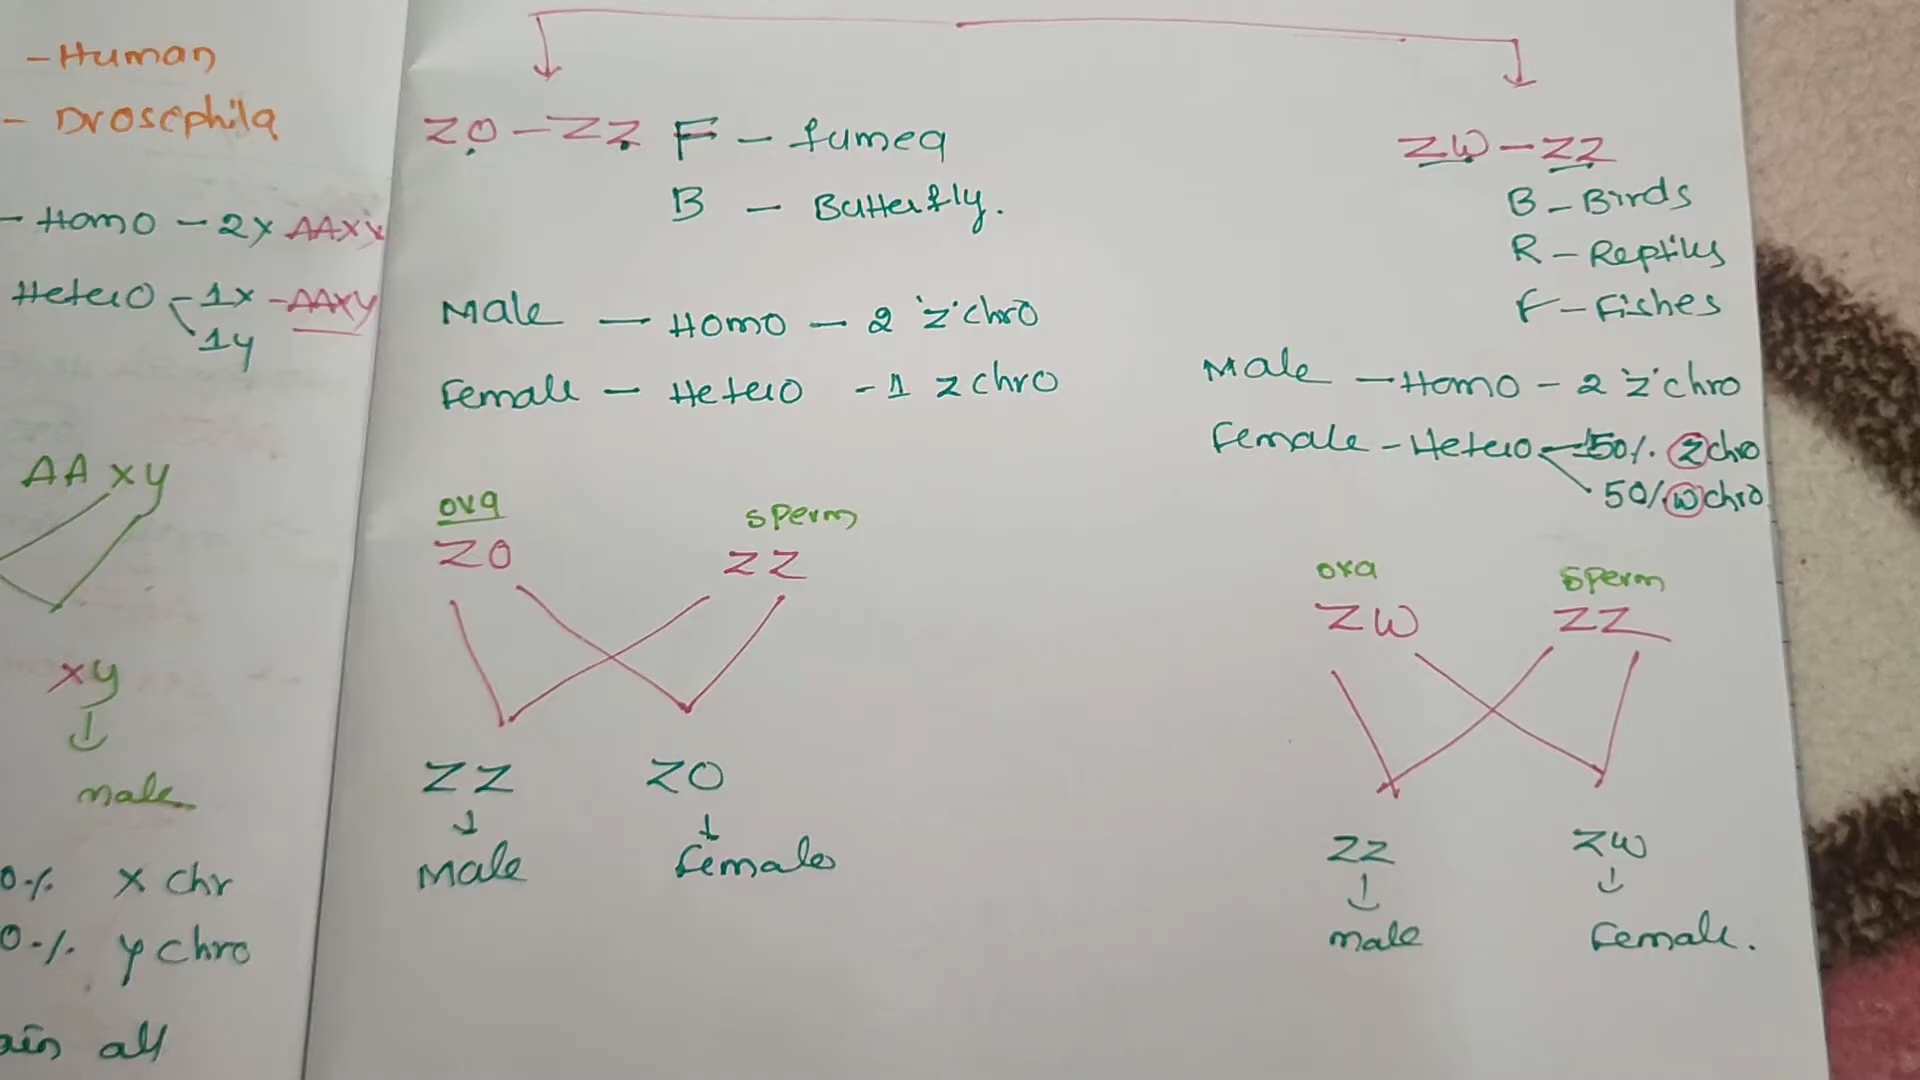 - Human
- Drosephila
- Homo - 2x AAXX
Hetero - 1x - AAXY
1y
AA XY
XY
male
0% X Chr
0% Y Chro
all
ZO - ZZ F - fumea
B - Butterfly.
Male - Homo - 2 'z' chro
Female - Hetero - 1 z chro
ova sperm
ZO ZZ
ZZ ZO
Male Female
ZW - ZZ
B - Birds
R - Reptiles
F - Fishes
Male - Homo - 2 'z' chro
Female - Hetero - 50% z chro
50% w chro
ova sperm
ZW ZZ
ZZ ZW
male Female.